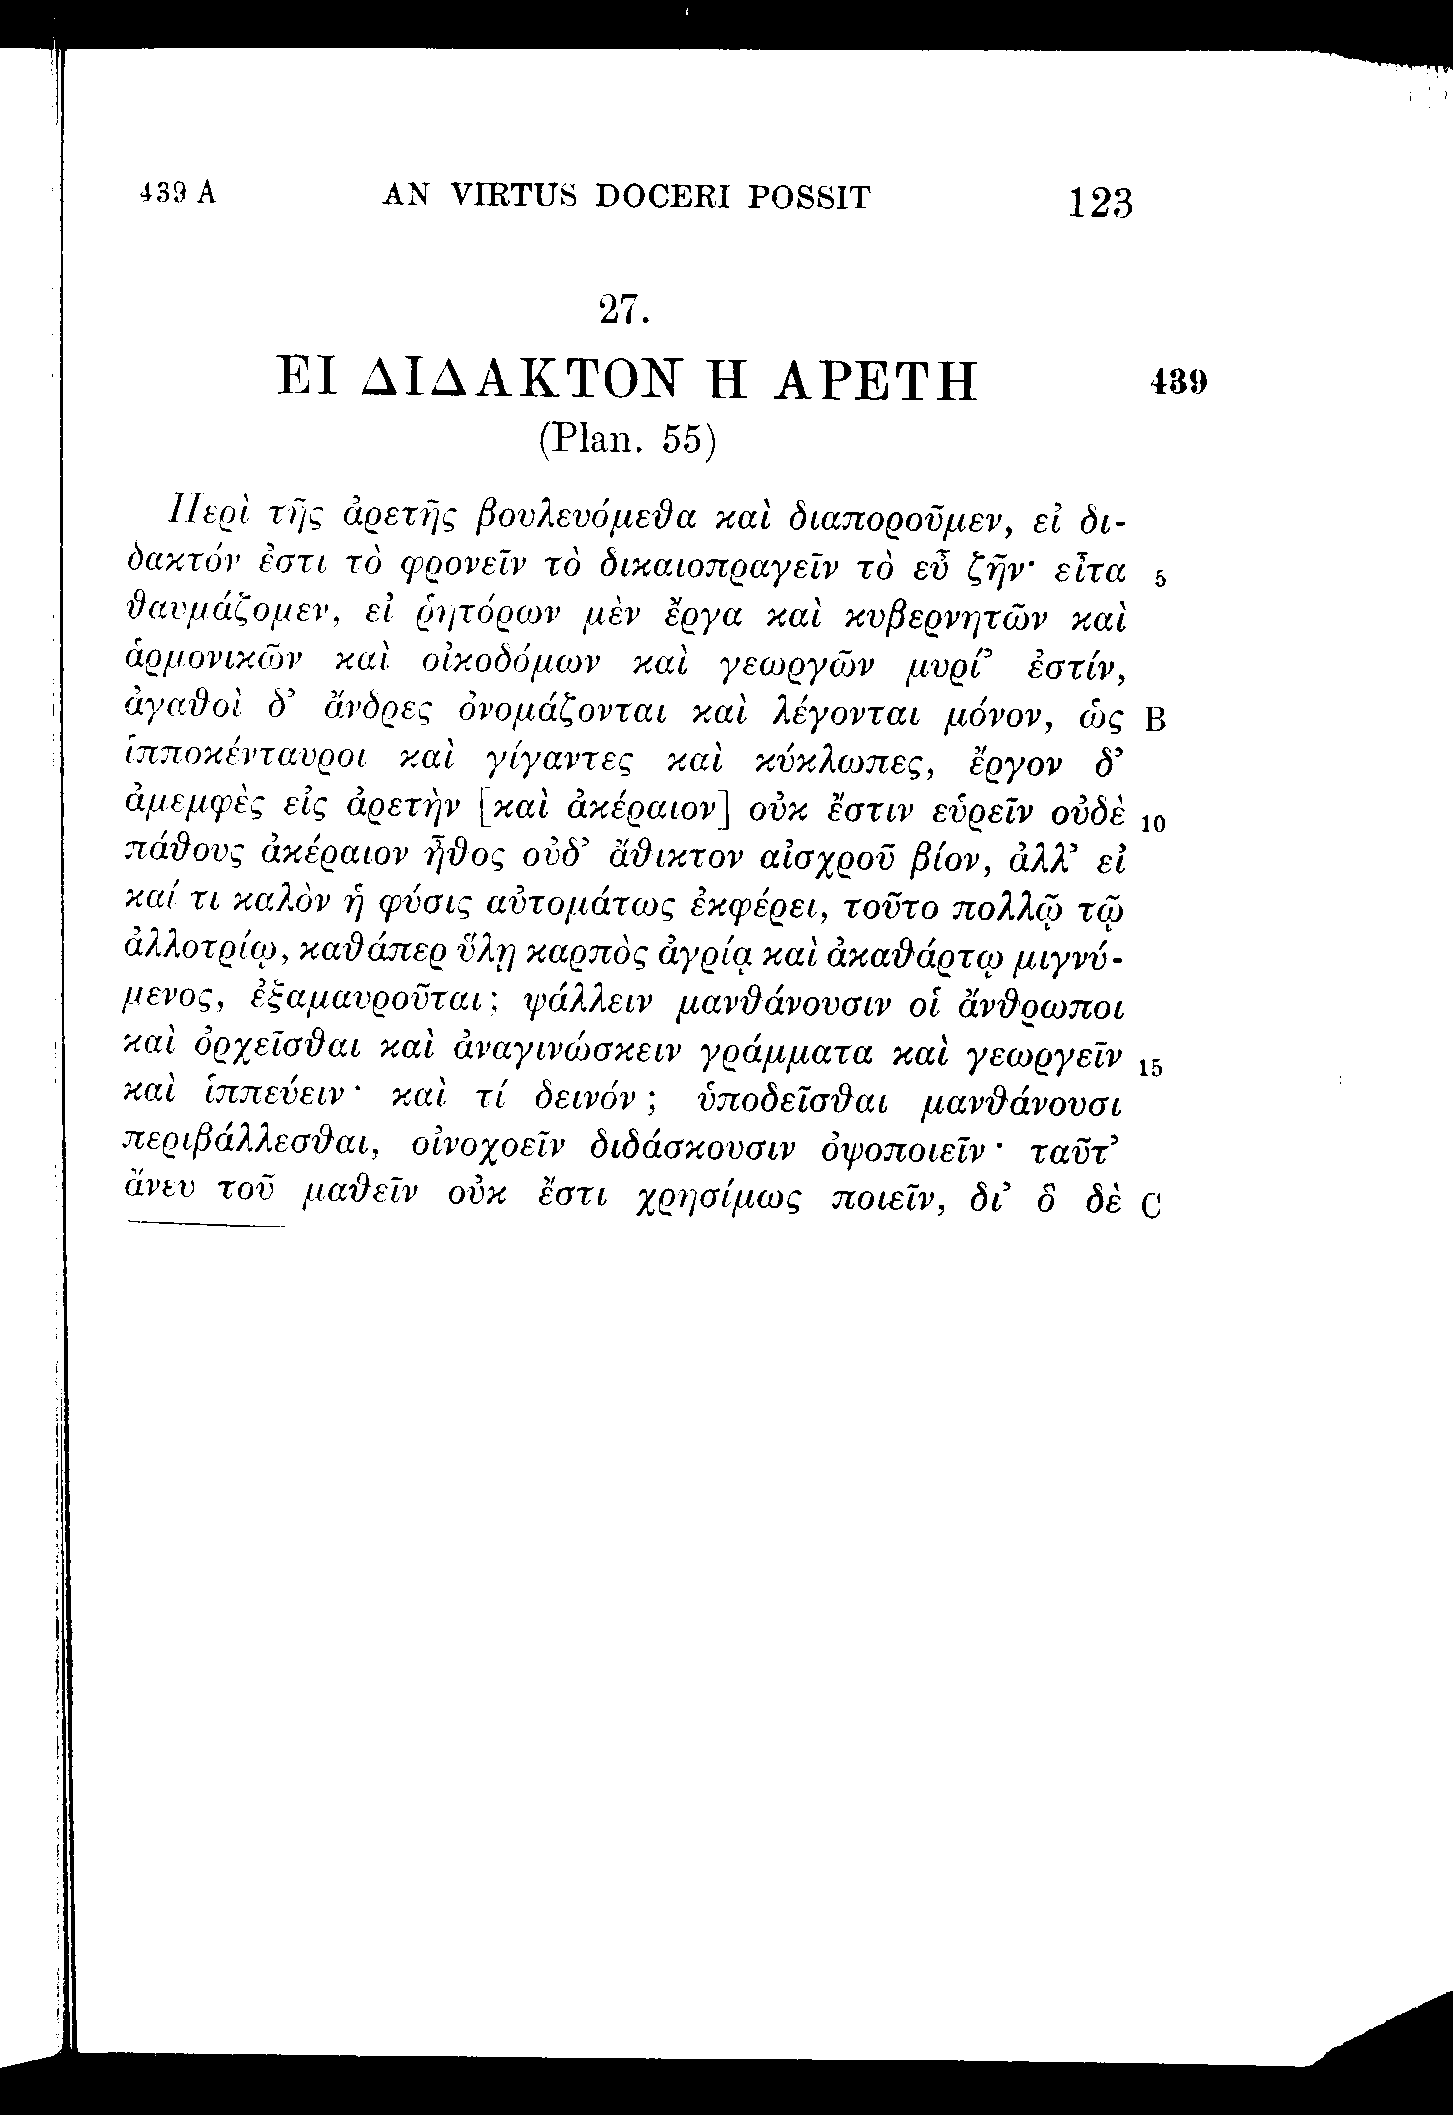 439 A AN VIRTUS DOCERI POSSIT 123
27.
ΕΙ ΔΙΔΑΚΤΟΝ Η ΑΡΕΤΗ 439
(Plan. 55)
Περὶ τῆς ἀρετῆς βουλευόμεθα καὶ διαποροῦμεν, εἰ δι-
δακτόν ἐστι τὸ φρονεῖν τὸ δικαιοπραγεῖν τὸ εὖ ζῆν· εἶτα 5
θαυμάζομεν, εἰ ῥητόρων μὲν ἔργα καὶ κυβερνητῶν καὶ
ἁρμονικῶν καὶ οἰκοδόμων καὶ γεωργῶν μυρί’ ἐστίν,
ἀγαθοὶ δ’ ἄνδρες ὀνομάζονται καὶ λέγονται μόνον, ὡς B
ἱπποκένταυροι καὶ γίγαντες καὶ κύκλωπες, ἔργον δ’
ἀμεμφὲς εἰς ἀρετὴν [καὶ ἀκέραιον] οὐκ ἔστιν εὑρεῖν οὐδὲ 10
πάθους ἀκέραιον ἦθος οὐδ’ ἄθικτον αἰσχροῦ βίον, ἀλλ’ εἰ
καί τι καλὸν ἡ φύσις αὐτομάτως ἐκφέρει, τοῦτο πολλῷ τῷ
ἀλλοτρίῳ, καθάπερ ὕλῃ καρπὸς ἀγρίᾳ καὶ ἀκαθάρτῳ μιγνύ-
μενος, ἐξαμαυροῦται; ψάλλειν μανθάνουσιν οἱ ἄνθρωποι
καὶ ὀρχεῖσθαι καὶ ἀναγινώσκειν γράμματα καὶ γεωργεῖν 15
καὶ ἱππεύειν· καὶ τί δεινόν; ὑποδεῖσθαι μανθάνουσι
περιβάλλεσθαι, οἰνοχοεῖν διδάσκουσιν ὀψοποιεῖν· ταῦτ’
ἄνευ τοῦ μαθεῖν οὐκ ἔστι χρησίμως ποιεῖν, δι’ ὃ δὲ C